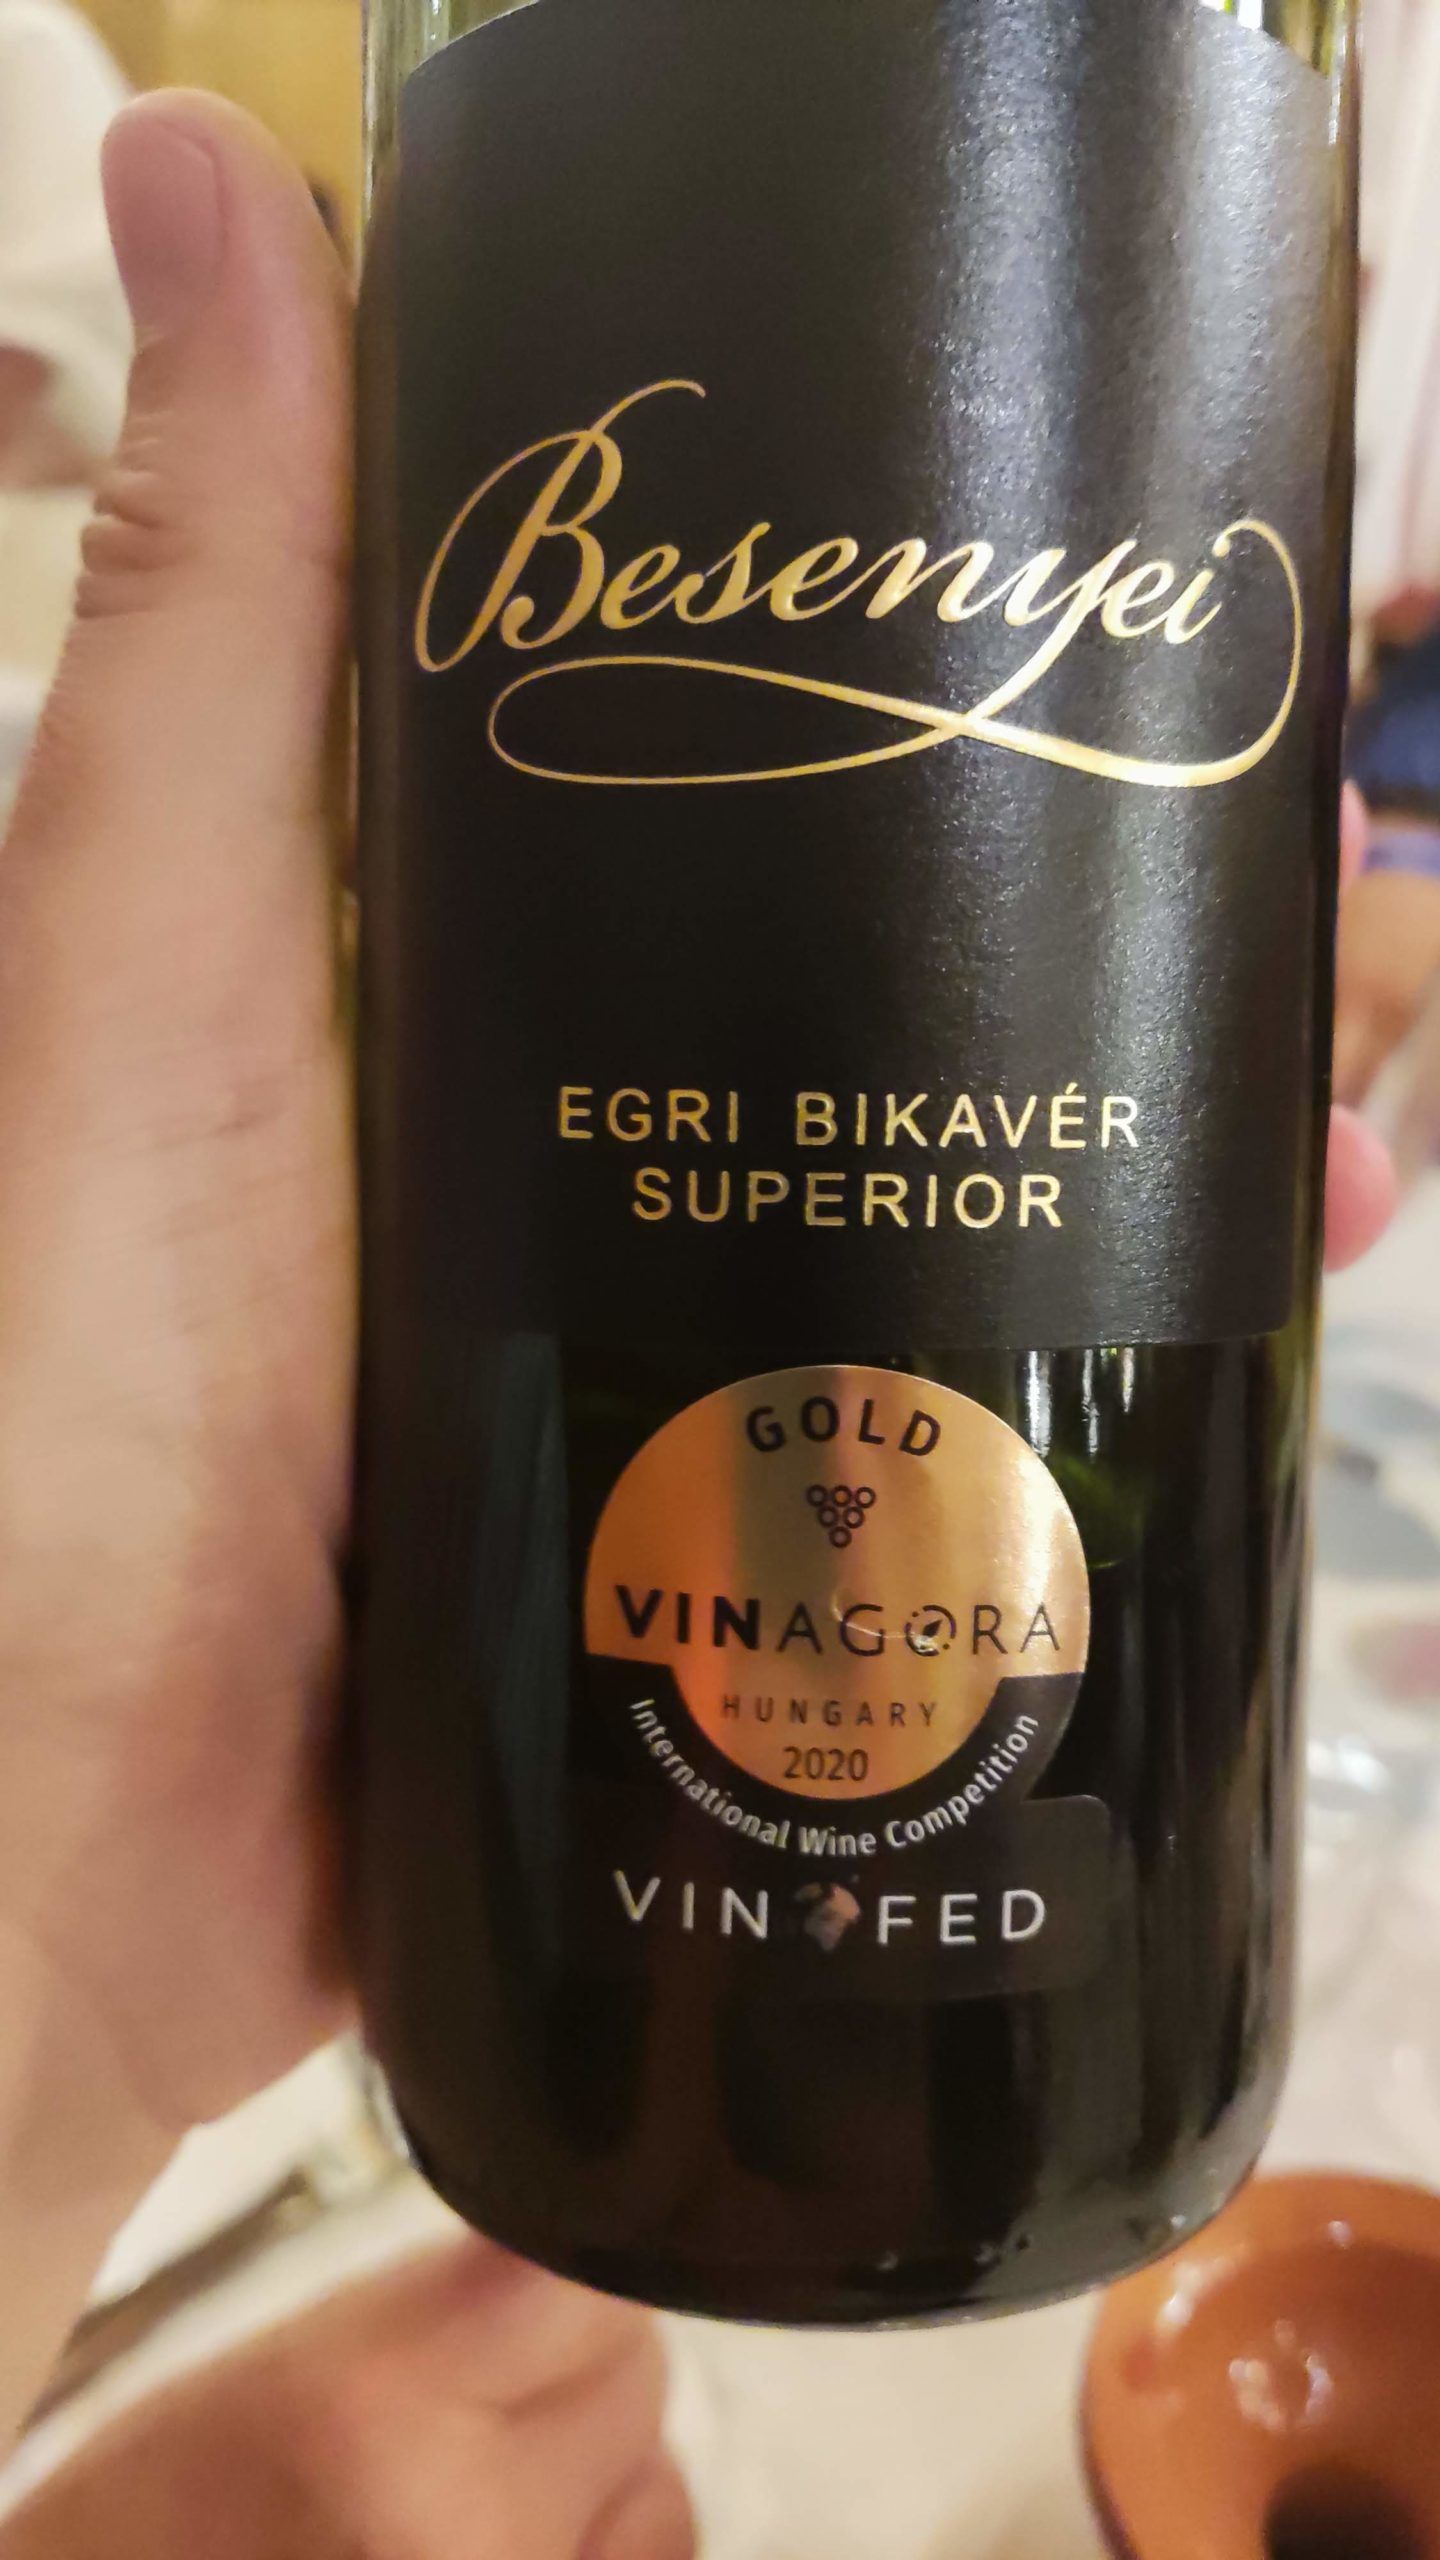 Besenyei
EGRI BIKAVÉR
SUPERIOR
GOLD
VINAGORA
HUNGARY
2020
International Wine Competition
VINOFED